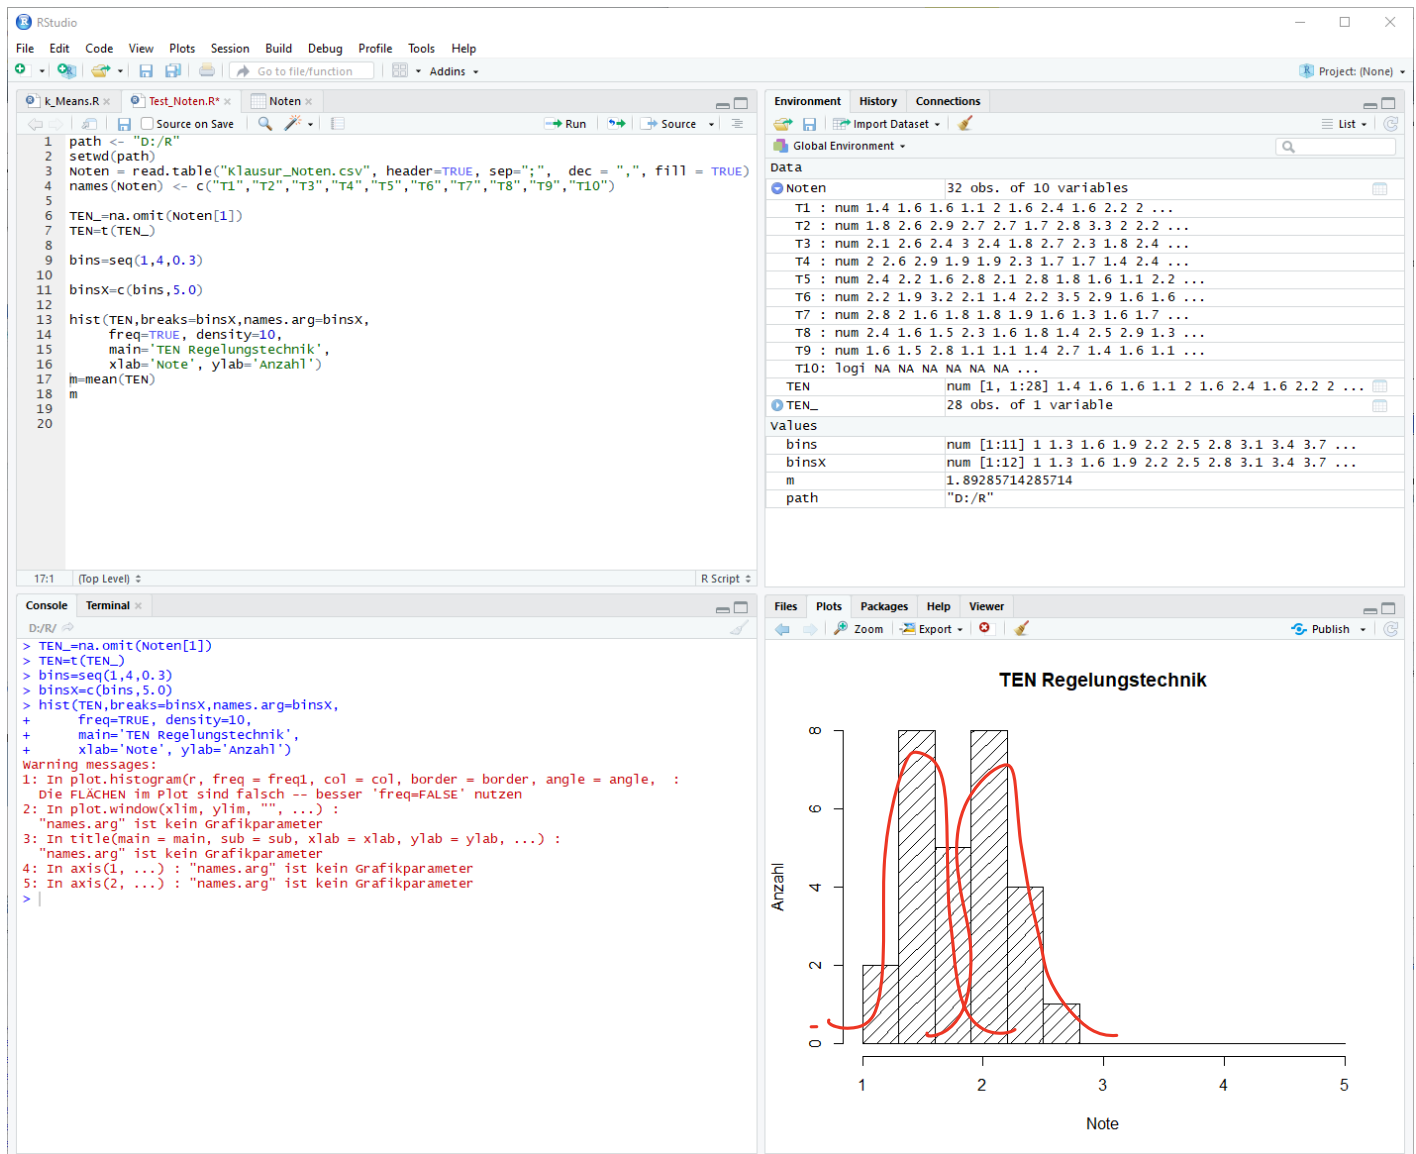 RStudio
File Edit Code View Plots Session Build Debug Profile Tools Help
Go to file/function Addins Project: (None)
k_Means.R Test_Noten.R* Noten
Source on Save Run Source
1 path <- "D:/R"
2 setwd(path)
3 Noten = read.table("Klausur_Noten.csv", header=TRUE, sep=";",  dec = ",", fill = TRUE)
4 names(Noten) <- c("T1","T2","T3","T4","T5","T6","T7","T8","T9","T10")
5
6 TEN_=na.omit(Noten[1])
7 TEN=t(TEN_)
8
9 bins=seq(1,4,0.3)
10
11 binsX=c(bins,5.0)
12
13 hist(TEN,breaks=binsX,names.arg=binsX,
14      freq=TRUE, density=10,
15      main='TEN Regelungstechnik',
16      xlab='Note', ylab='Anzahl')
17 m=mean(TEN)
18 m
19
20
17:1 (Top Level) R Script
Environment History Connections
Import Dataset List
Global Environment
Data
Noten 32 obs. of 10 variables
T1 : num 1.4 1.6 1.6 1.1 2 1.6 2.4 1.6 2.2 2 ...
T2 : num 1.8 2.6 2.9 2.7 2.7 1.7 2.8 3.3 2 2.2 ...
T3 : num 2.1 2.6 2.4 3 2.4 1.8 2.7 2.3 1.8 2.4 ...
T4 : num 2 2.6 2.9 1.9 1.9 2.3 1.7 1.7 1.4 2.4 ...
T5 : num 2.4 2.2 1.6 2.8 2.1 2.8 1.8 1.6 1.1 2.2 ...
T6 : num 2.2 1.9 3.2 2.1 1.4 2.2 3.5 2.9 1.6 1.6 ...
T7 : num 2.8 2 1.6 1.8 1.8 1.9 1.6 1.3 1.6 1.7 ...
T8 : num 2.4 1.6 1.5 2.3 1.6 1.8 1.4 2.5 2.9 1.3 ...
T9 : num 1.6 1.5 2.8 1.1 1.1 1.4 2.7 1.4 1.6 1.1 ...
T10: logi NA NA NA NA NA NA ...
TEN num [1, 1:28] 1.4 1.6 1.6 1.1 2 1.6 2.4 1.6 2.2 2 ...
TEN_ 28 obs. of 1 variable
Values
bins num [1:11] 1 1.3 1.6 1.9 2.2 2.5 2.8 3.1 3.4 3.7 ...
binsX num [1:12] 1 1.3 1.6 1.9 2.2 2.5 2.8 3.1 3.4 3.7 ...
m 1.89285714285714
path "D:/R"
Console Terminal
D:/R/
> TEN_=na.omit(Noten[1])
> TEN=t(TEN_)
> bins=seq(1,4,0.3)
> binsX=c(bins,5.0)
> hist(TEN,breaks=binsX,names.arg=binsX,
+      freq=TRUE, density=10,
+      main='TEN Regelungstechnik',
+      xlab='Note', ylab='Anzahl')
Warning messages:
1: In plot.histogram(r, freq = freq1, col = col, border = border, angle = angle,  :
  Die FLÄCHEN im Plot sind falsch -- besser 'freq=FALSE' nutzen
2: In plot.window(xlim, ylim, "", ...) :
  "names.arg" ist kein Grafikparameter
3: In title(main = main, sub = sub, xlab = xlab, ylab = ylab, ...) :
  "names.arg" ist kein Grafikparameter
4: In axis(1, ...) : "names.arg" ist kein Grafikparameter
5: In axis(2, ...) : "names.arg" ist kein Grafikparameter
>
Files Plots Packages Help Viewer
Zoom Export Publish
TEN Regelungstechnik
8
6
4
2
0
Anzahl
1 2 3 4 5
Note